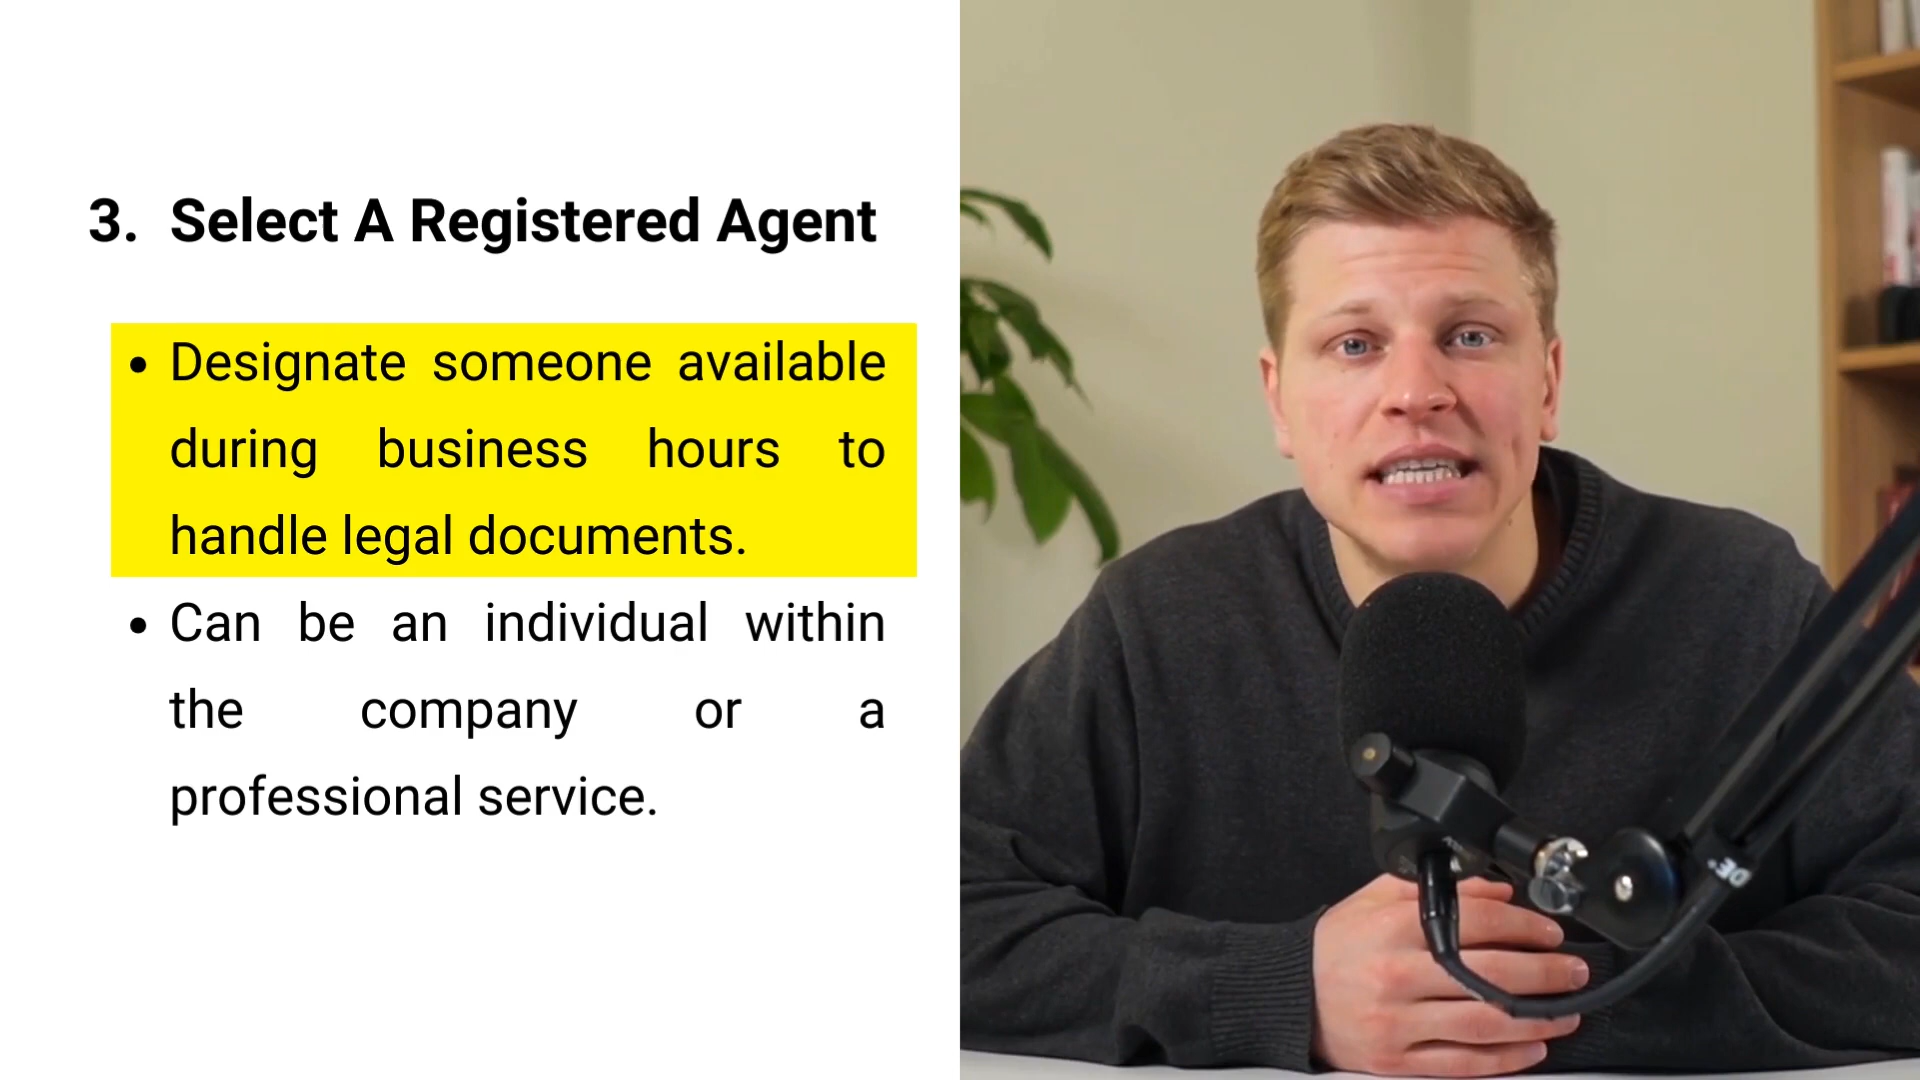 3. Select A Registered Agent
• Designate someone available
during business hours to
handle legal documents.
• Can be an individual within
the company or a
professional service.